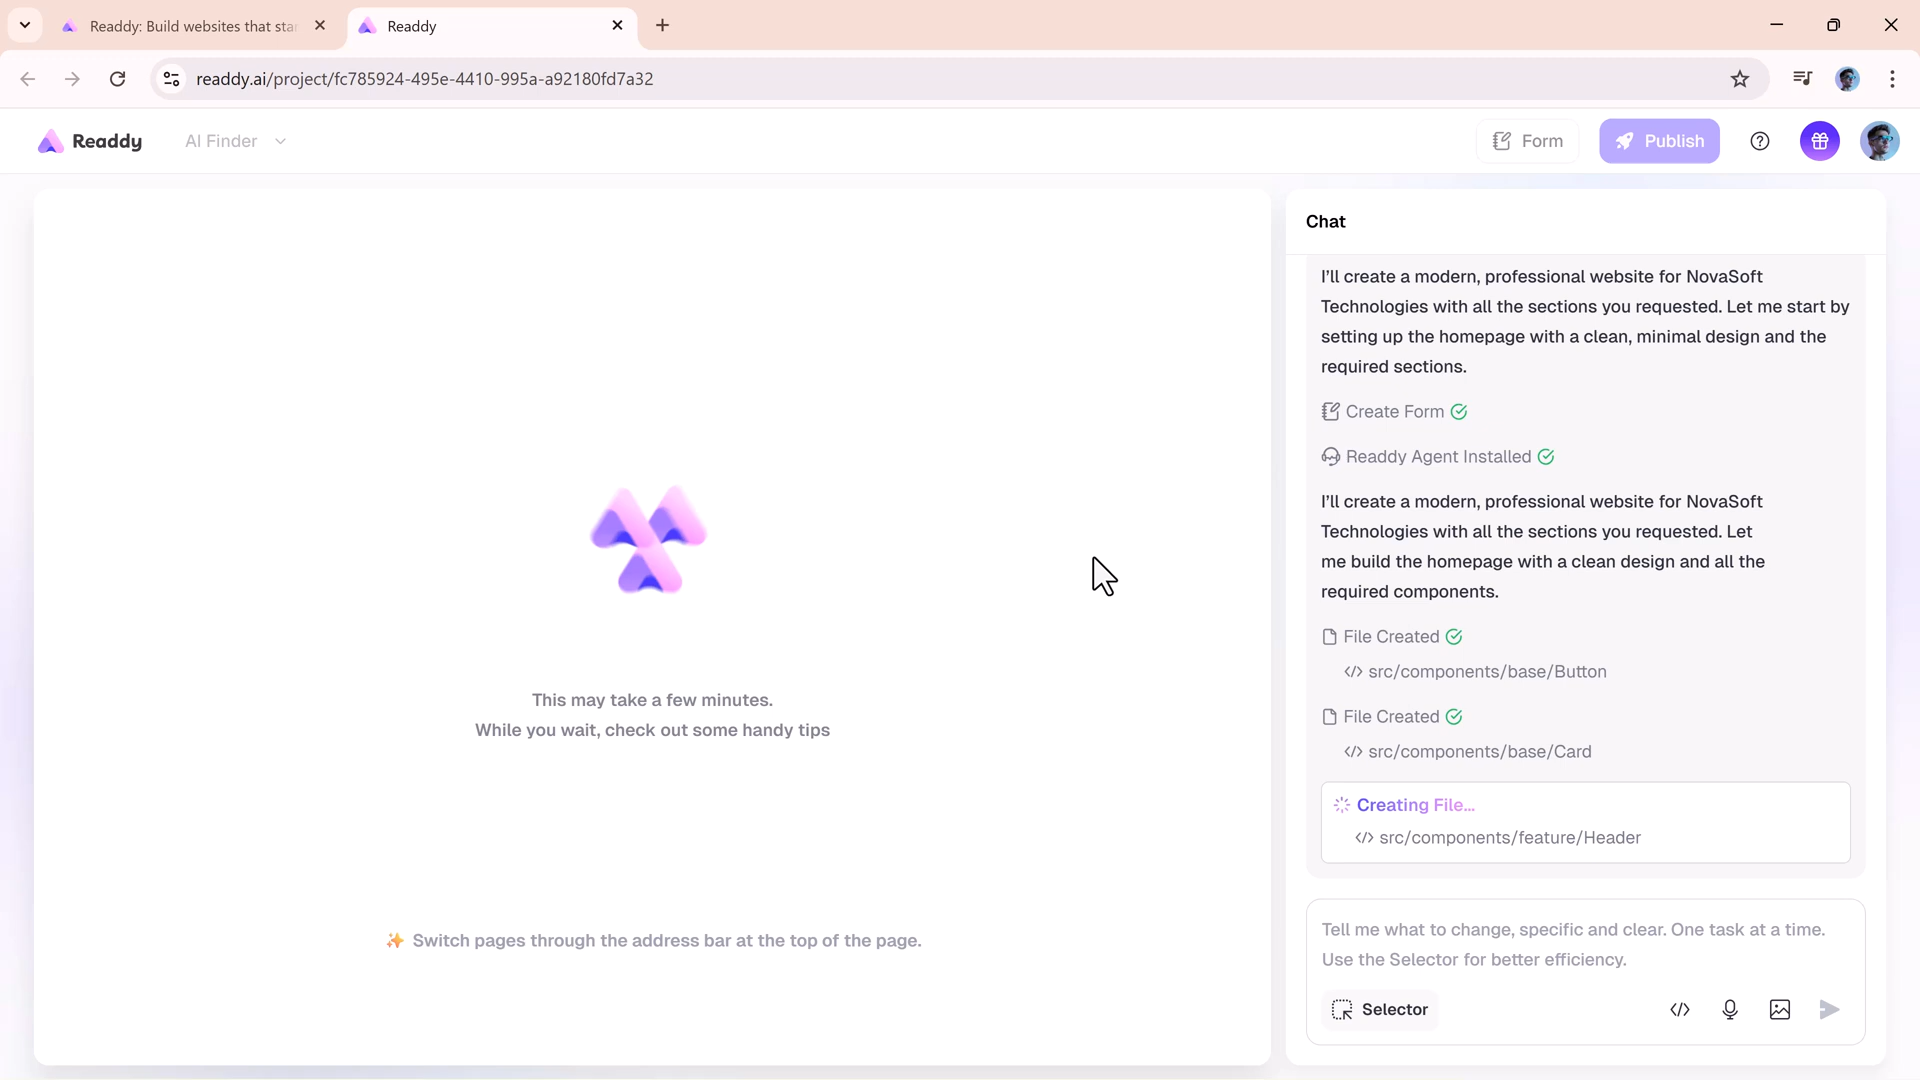 Readdy: Build websites that sta
Readdy
readdy.ai/project/fc785924-495e-4410-995a-a92180fd7a32
Readdy
AI Finder
Form
Publish
Chat
I'll create a modern, professional website for NovaSoft
Technologies with all the sections you requested. Let me start by
setting up the homepage with a clean, minimal design and the
required sections.
Create Form
Readdy Agent Installed
I'll create a modern, professional website for NovaSoft
Technologies with all the sections you requested. Let
me build the homepage with a clean design and all the
required components.
File Created
</> src/components/base/Button
File Created
</> src/components/base/Card
Creating File...
</> src/components/feature/Header
This may take a few minutes.
While you wait, check out some handy tips
✨ Switch pages through the address bar at the top of the page.
Tell me what to change, specific and clear. One task at a time.
Use the Selector for better efficiency.
Selector